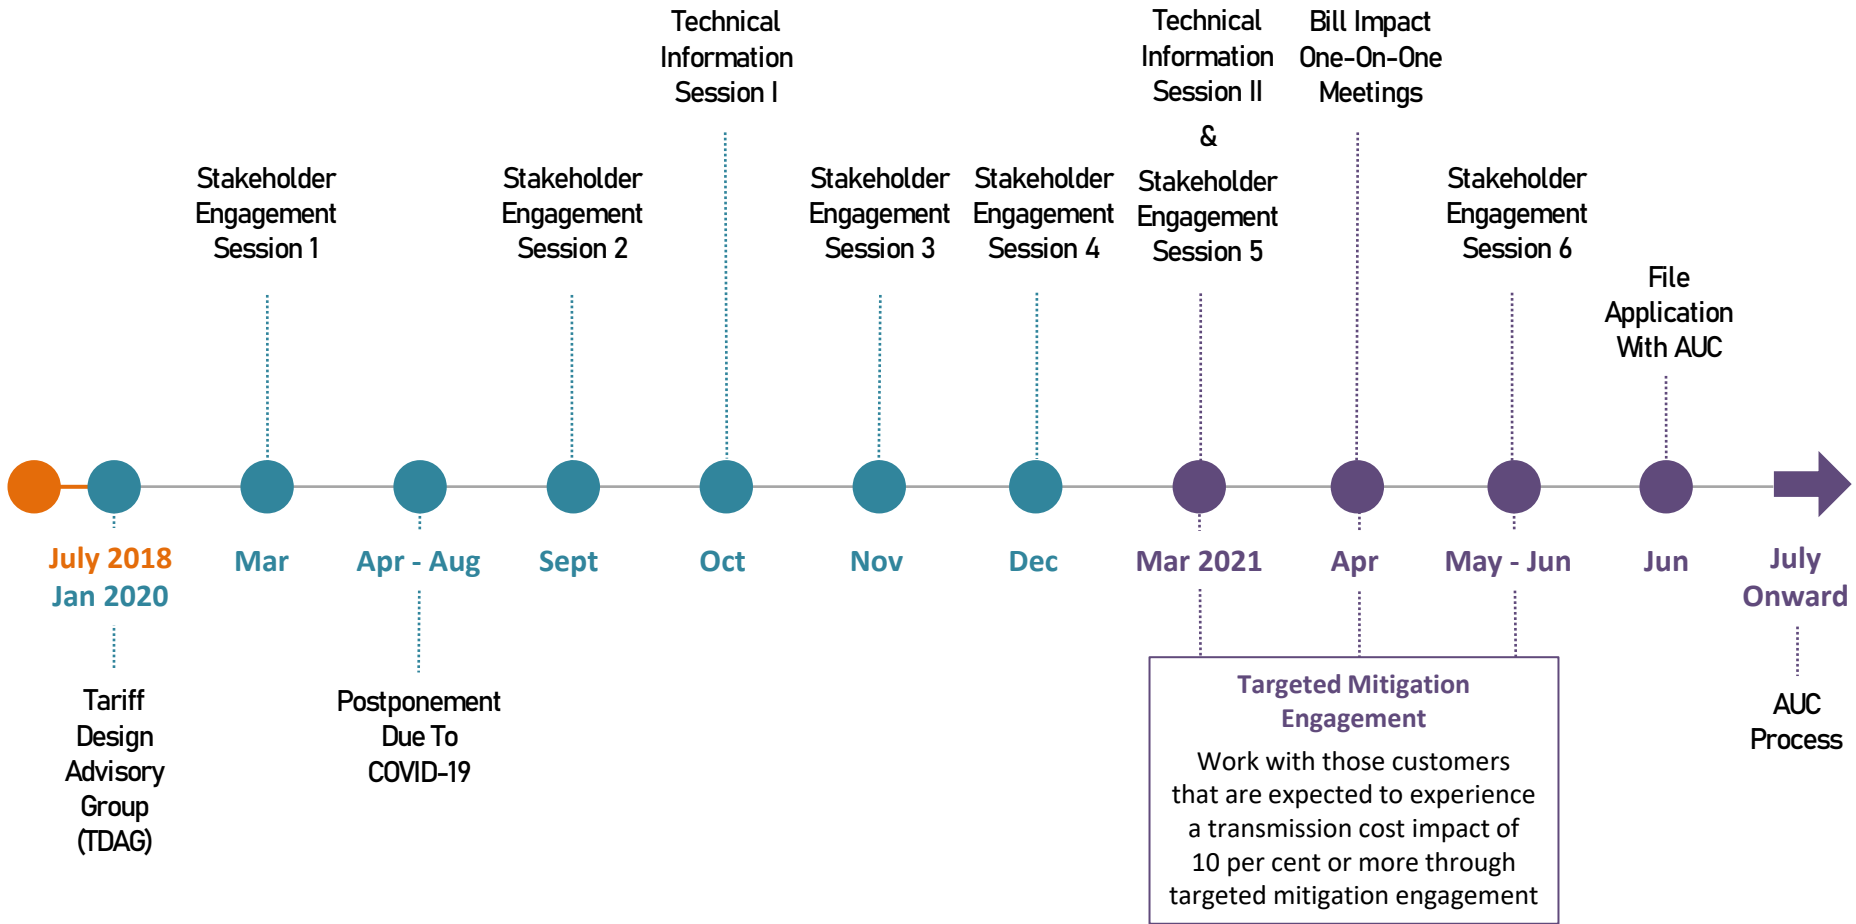 Technical
Information
Session I
Technical
Information
Session II
&
Stakeholder
Engagement
Session 5
Bill Impact
One-On-One
Meetings
Stakeholder
Engagement
Session 1
Stakeholder
Engagement
Session 2
Stakeholder
Engagement
Session 3
Stakeholder
Engagement
Session 4
Stakeholder
Engagement
Session 6
File
Application
With AUC
July 2018
Jan 2020
Mar
Apr - Aug
Sept
Oct
Nov
Dec
Mar 2021
Apr
May - Jun
Jun
July
Onward
Tariff
Design
Advisory
Group
(TDAG)
Postponement
Due To
COVID-19
Targeted Mitigation
Engagement
Work with those customers
that are expected to experience
a transmission cost impact of
10 per cent or more through
targeted mitigation engagement
AUC
Process